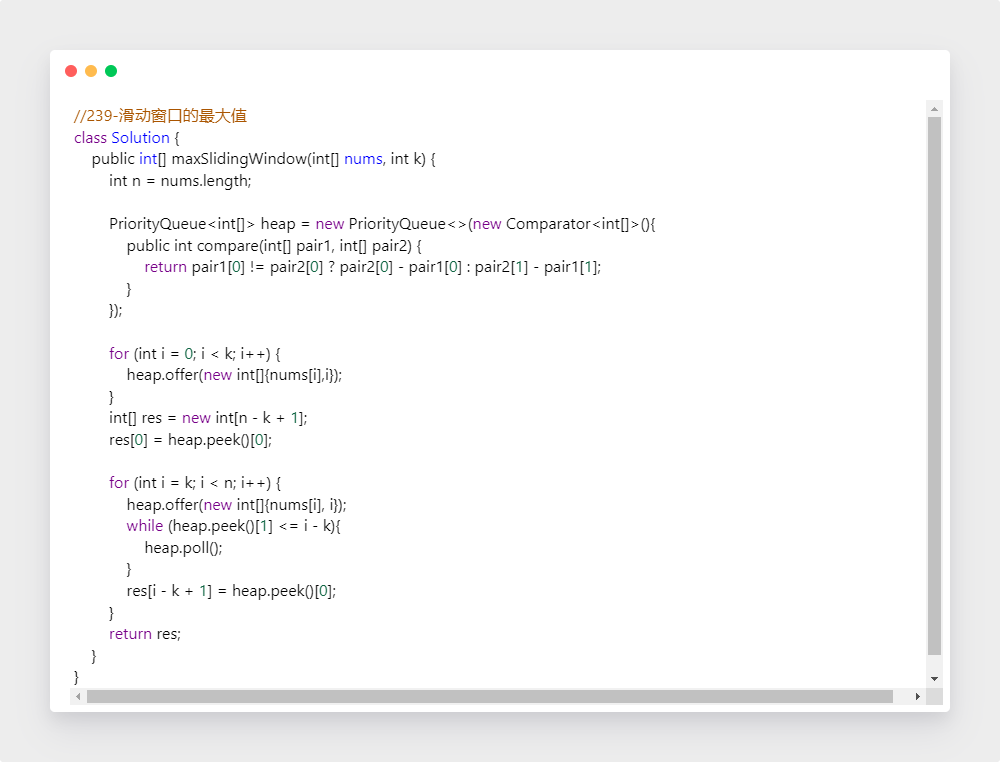 //239-滑动窗口的最大值
class Solution {
    public int[] maxSlidingWindow(int[] nums, int k) {
        int n = nums.length;
        PriorityQueue<int[]> heap = new PriorityQueue<>(new Comparator<int[]>(){
            public int compare(int[] pair1, int[] pair2) {
                return pair1[0] != pair2[0] ? pair2[0] - pair1[0] : pair2[1] - pair1[1];
            }
        });
        for (int i = 0; i < k; i++) {
            heap.offer(new int[]{nums[i],i});
        }
        int[] res = new int[n - k + 1];
        res[0] = heap.peek()[0];
        for (int i = k; i < n; i++) {
            heap.offer(new int[]{nums[i], i});
            while (heap.peek()[1] <= i - k){
                heap.poll();
            }
            res[i - k + 1] = heap.peek()[0];
        }
        return res;
    }
}